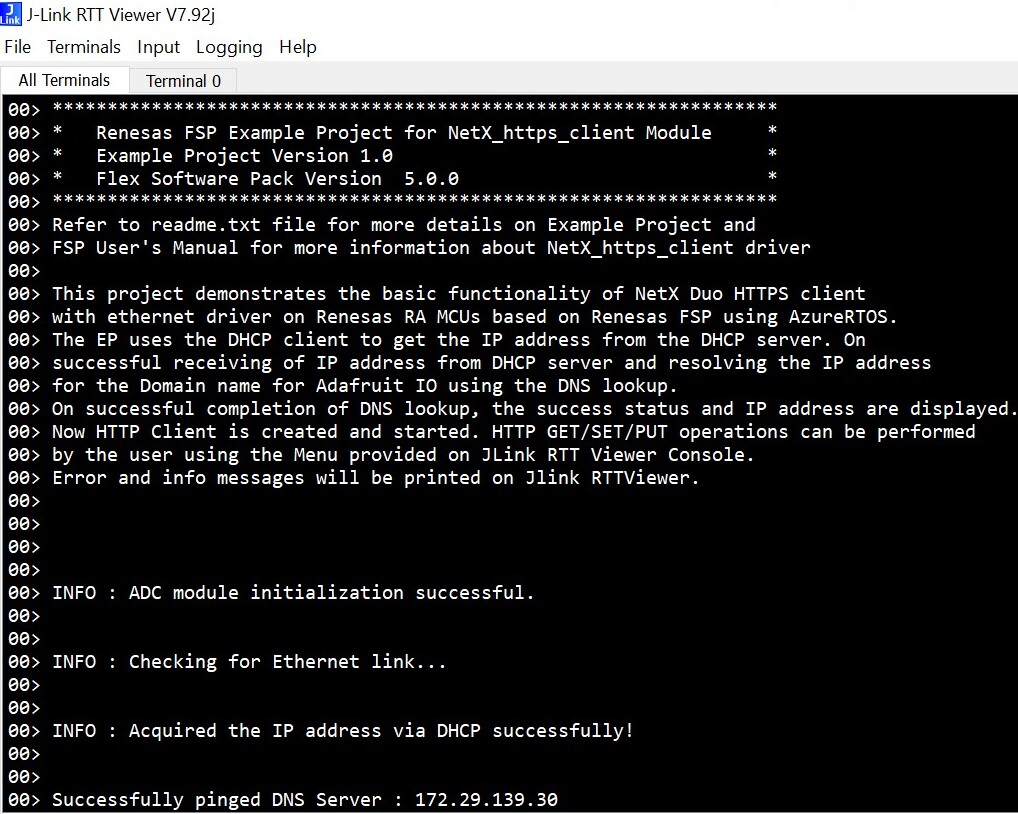 J-Link RTT Viewer V7.92j
File Terminals Input Logging Help
All Terminals Terminal 0
00> ******************************************************************
00> *   Renesas FSP Example Project for NetX_https_client Module     *
00> *   Example Project Version 1.0                                  *
00> *   Flex Software Pack Version  5.0.0                            *
00> ******************************************************************
00> Refer to readme.txt file for more details on Example Project and
00> FSP User's Manual for more information about NetX_https_client driver
00>
00> This project demonstrates the basic functionality of NetX Duo HTTPS client
00> with ethernet driver on Renesas RA MCUs based on Renesas FSP using AzureRTOS.
00> The EP uses the DHCP client to get the IP address from the DHCP server. On
00> successful receiving of IP address from DHCP server and resolving the IP address
00> for the Domain name for Adafruit IO using the DNS lookup.
00> On successful completion of DNS lookup, the success status and IP address are displayed.
00> Now HTTP Client is created and started. HTTP GET/SET/PUT operations can be performed
00> by the user using the Menu provided on JLink RTT Viewer Console.
00> Error and info messages will be printed on Jlink RTTViewer.
00>
00>
00>
00>
00> INFO : ADC module initialization successful.
00>
00>
00> INFO : Checking for Ethernet link...
00>
00>
00> INFO : Acquired the IP address via DHCP successfully!
00>
00>
00> Successfully pinged DNS Server : 172.29.139.30